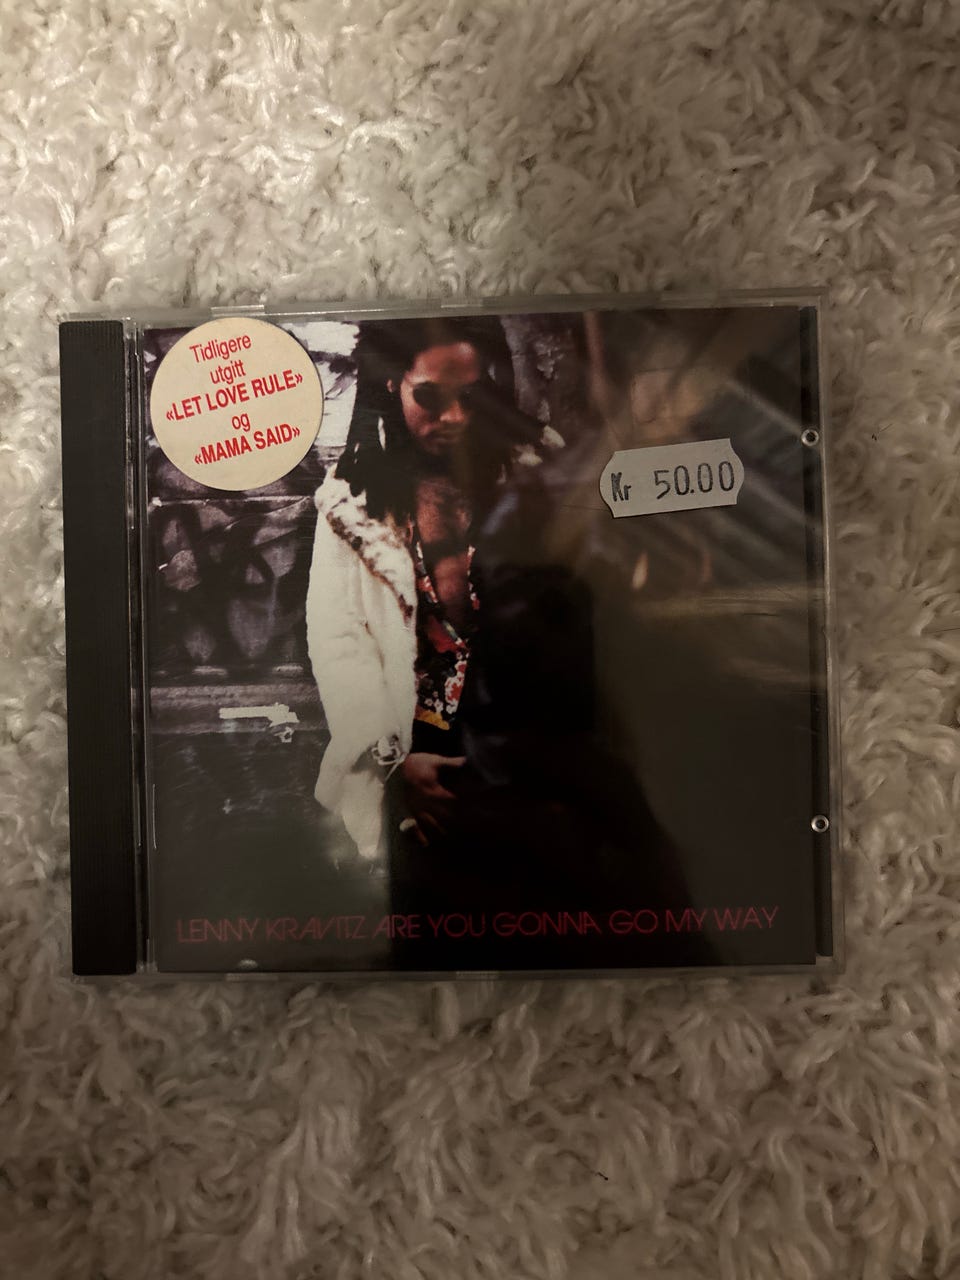 Tidligere
utgitt
«LET LOVE RULE»
og
«MAMA SAID»
Kr 50.00
LENNY KRAVITZ ARE YOU GONNA GO MY WAY